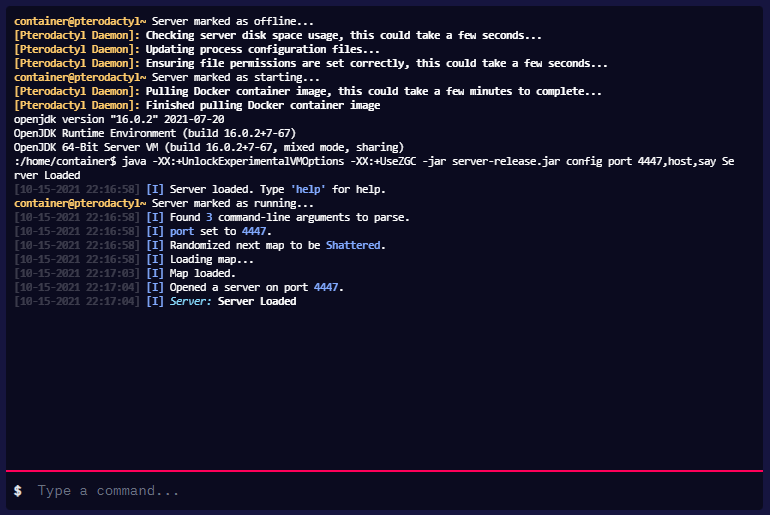 container@pterodactyl~ Server marked as offline...
[Pterodactyl Daemon]: Checking server disk space usage, this could take a few seconds...
[Pterodactyl Daemon]: Updating process configuration files...
[Pterodactyl Daemon]: Ensuring file permissions are set correctly, this could take a few seconds...
container@pterodactyl~ Server marked as starting...
[Pterodactyl Daemon]: Pulling Docker container image, this could take a few minutes to complete...
[Pterodactyl Daemon]: Finished pulling Docker container image
openjdk version "16.0.2" 2021-07-20
OpenJDK Runtime Environment (build 16.0.2+7-67)
OpenJDK 64-Bit Server VM (build 16.0.2+7-67, mixed mode, sharing)
:/home/container$ java -XX:+UnlockExperimentalVMOptions -XX:+UseZGC -jar server-release.jar config port 4447,host,say Se
rver Loaded
[10-15-2021 22:16:58] [I] Server loaded. Type 'help' for help.
container@pterodactyl~ Server marked as running...
[10-15-2021 22:16:58] [I] Found 3 command-line arguments to parse.
[10-15-2021 22:16:58] [I] port set to 4447.
[10-15-2021 22:16:58] [I] Randomized next map to be Shattered.
[10-15-2021 22:16:58] [I] Loading map...
[10-15-2021 22:17:03] [I] Map loaded.
[10-15-2021 22:17:04] [I] Opened a server on port 4447.
[10-15-2021 22:17:04] [I] Server: Server Loaded
$ Type a command...